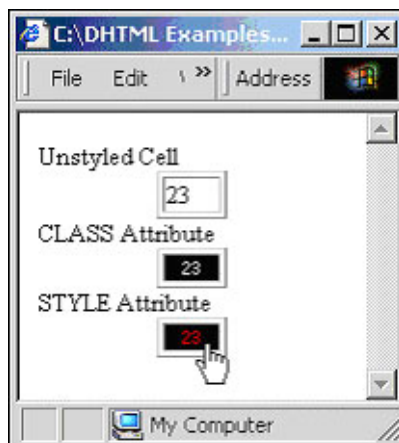 C:\DHTML Examples...
File Edit » Address
Unstyled Cell
23
CLASS Attribute
23
STYLE Attribute
23
My Computer